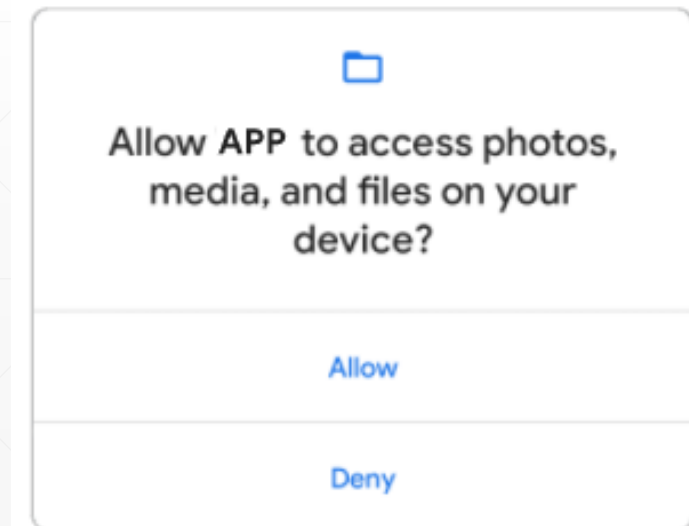 Allow APP to access photos,
media, and files on your
device?
Allow
Deny